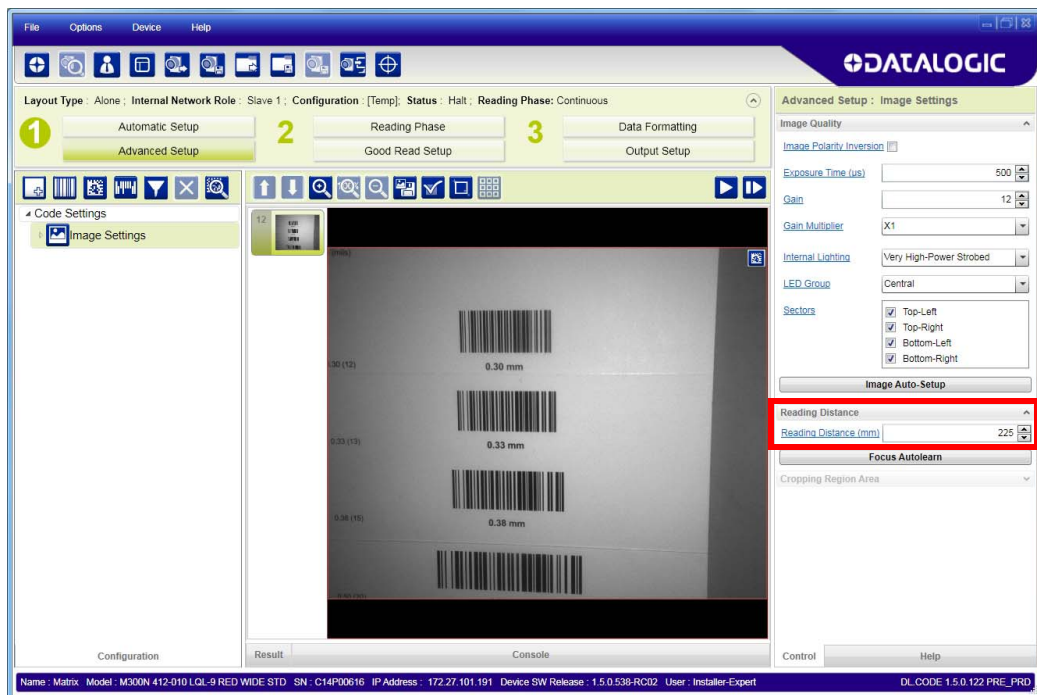 File Options Device Help
DATALOGIC
Layout Type : Alone ; Internal Network Role : Slave 1 ; Configuration : [Temp]; Status : Halt ; Reading Phase: Continuous
1 Automatic Setup 2 Reading Phase 3 Data Formatting
Advanced Setup Good Read Setup Output Setup
Code Settings
Image Settings
12
(mils)
0.30 (12)
0.30 mm
0.33 (13)
0.33 mm
0.38 (15)
0.38 mm
Configuration
Result Console
Advanced Setup : Image Settings
Image Quality
Image Polarity Inversion
Exposure Time (µs) 500
Gain 12
Gain Multiplier X1
Internal Lighting Very High-Power Strobed
LED Group Central
Sectors Top-Left
Top-Right
Bottom-Left
Bottom-Right
Image Auto-Setup
Reading Distance
Reading Distance (mm) 225
Focus Autolearn
Cropping Region Area
Control Help
Name : Matrix Model : M300N 412-010 LQL-9 RED WIDE STD SN : C14P00616 IP Address : 172.27.101.191 Device SW Release : 1.5.0.538-RC02 User : Installer-Expert DL.CODE 1.5.0.122 PRE_PRD